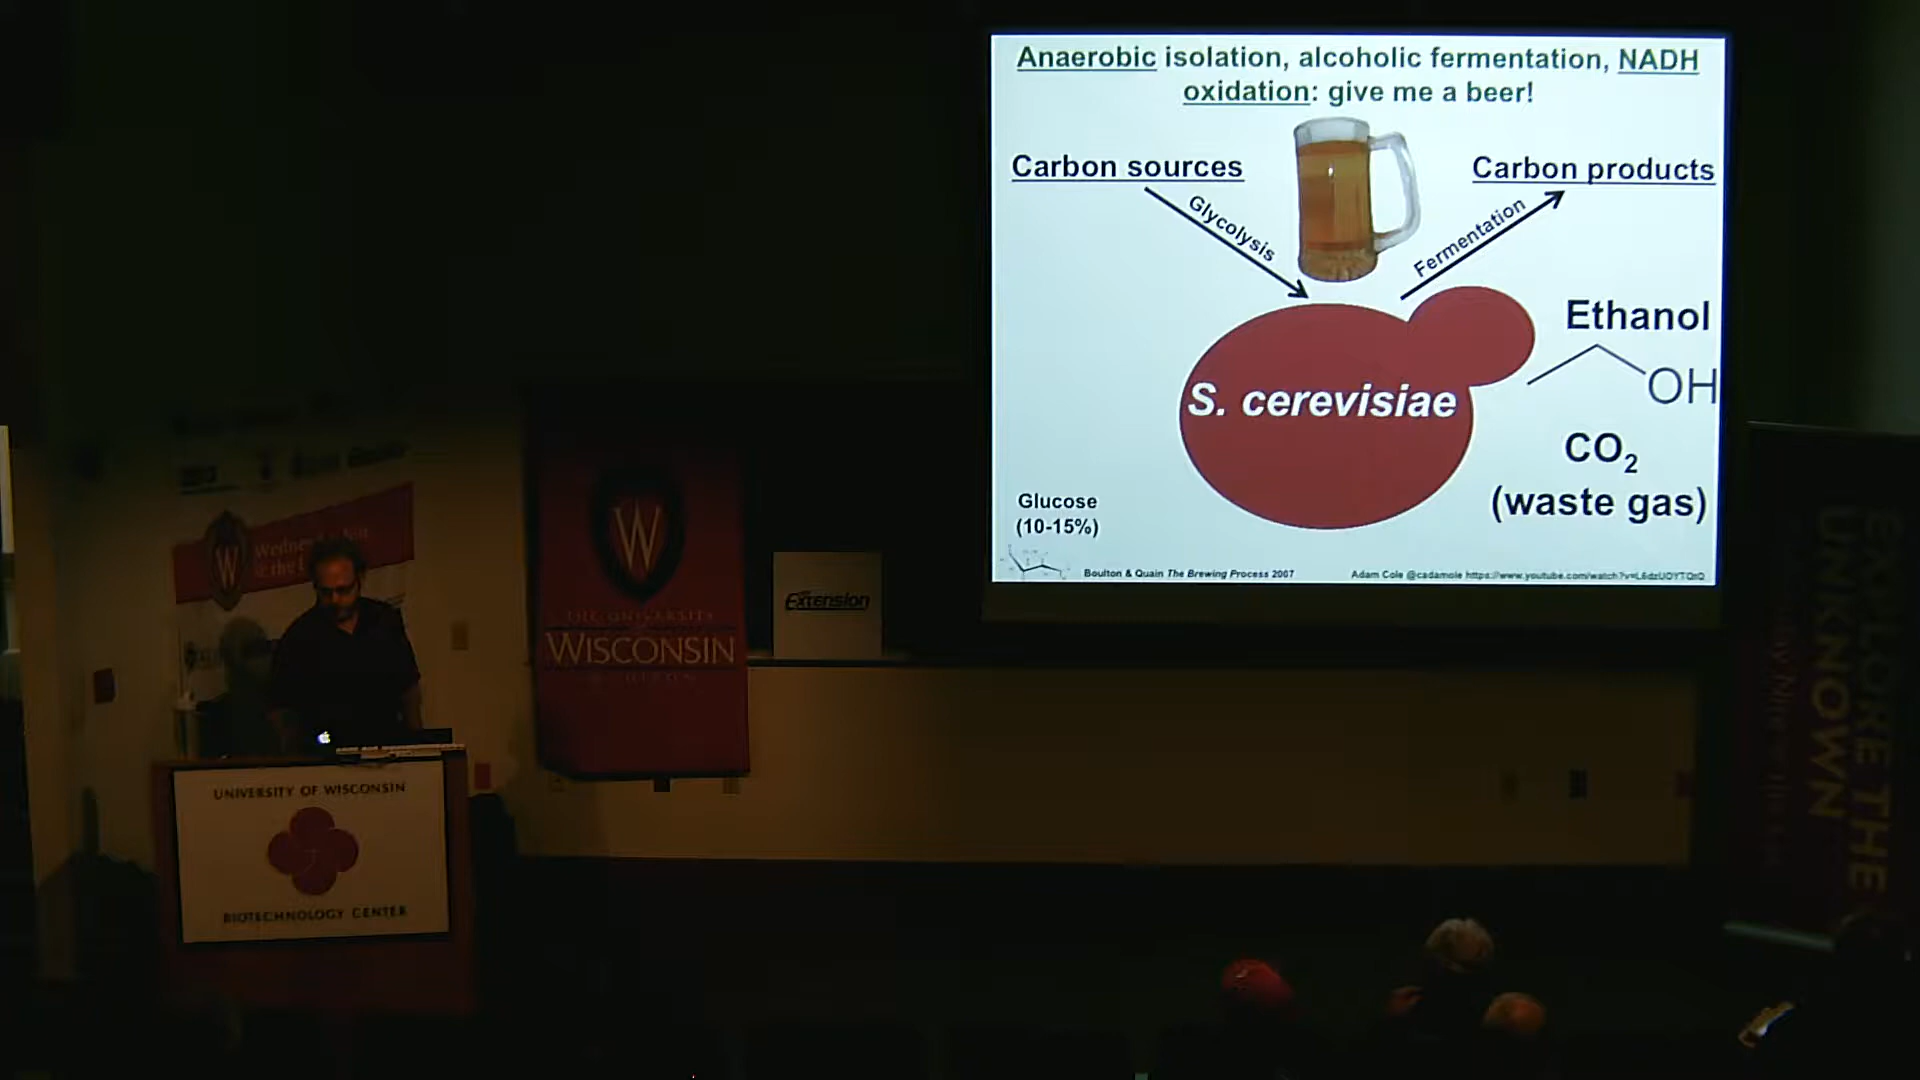 Anaerobic isolation, alcoholic fermentation, NADH
oxidation: give me a beer!
Carbon sources
Carbon products
Glycolysis
Fermentation
Ethanol
OH
S. cerevisiae
CO2
(waste gas)
Glucose
(10-15%)
Boulton & Quain The Brewing Process 2007
Adam Cole @cadamole
W
W
THE UNIVERSITY
WISCONSIN
Extension
UNIVERSITY OF WISCONSIN
BIOTECHNOLOGY CENTER
EXPLORE THE
UNKNOWN